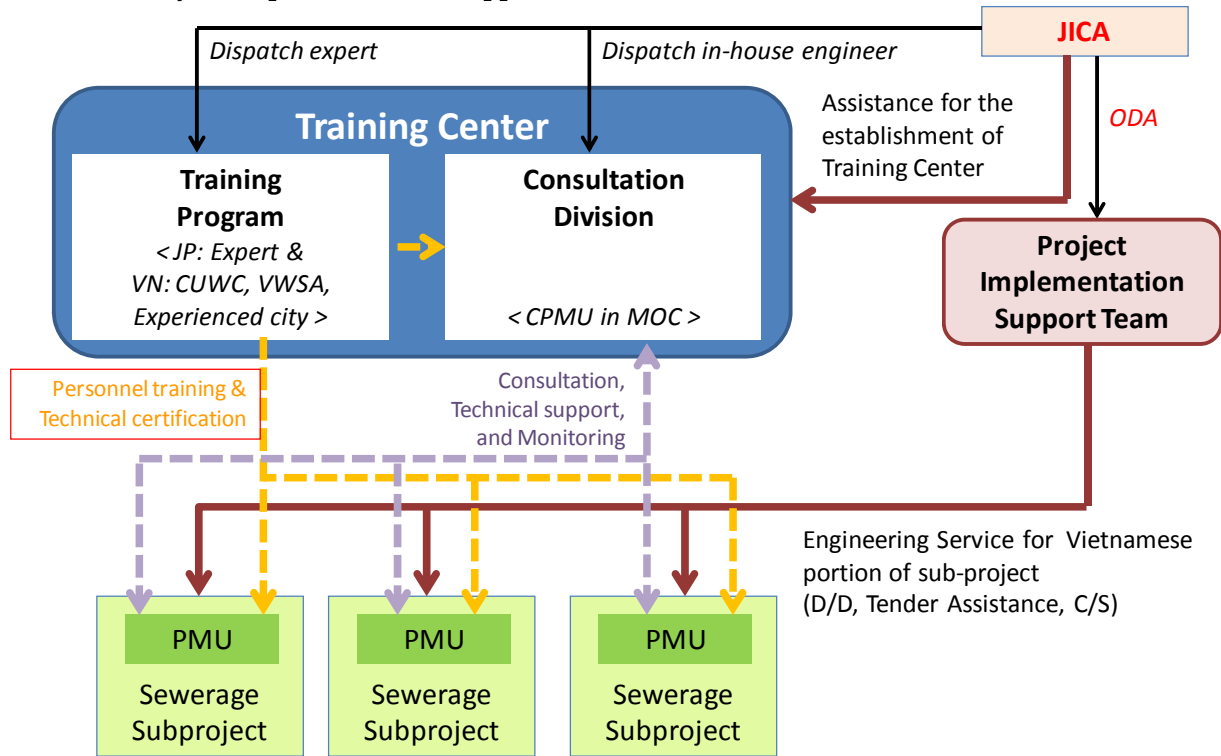 JICA
Dispatch expert
Dispatch in-house engineer
Training Center
Assistance for the
establishment of
Training Center
ODA
Training
Program
< JP: Expert &
VN: CUWC, VWSA,
Experienced city >
Consultation
Division
< CPMU in MOC >
Project
Implementation
Support Team
Personnel training &
Technical certification
Consultation,
Technical support,
and Monitoring
Engineering Service for Vietnamese
portion of sub-project
(D/D, Tender Assistance, C/S)
PMU
Sewerage
Subproject
PMU
Sewerage
Subproject
PMU
Sewerage
Subproject